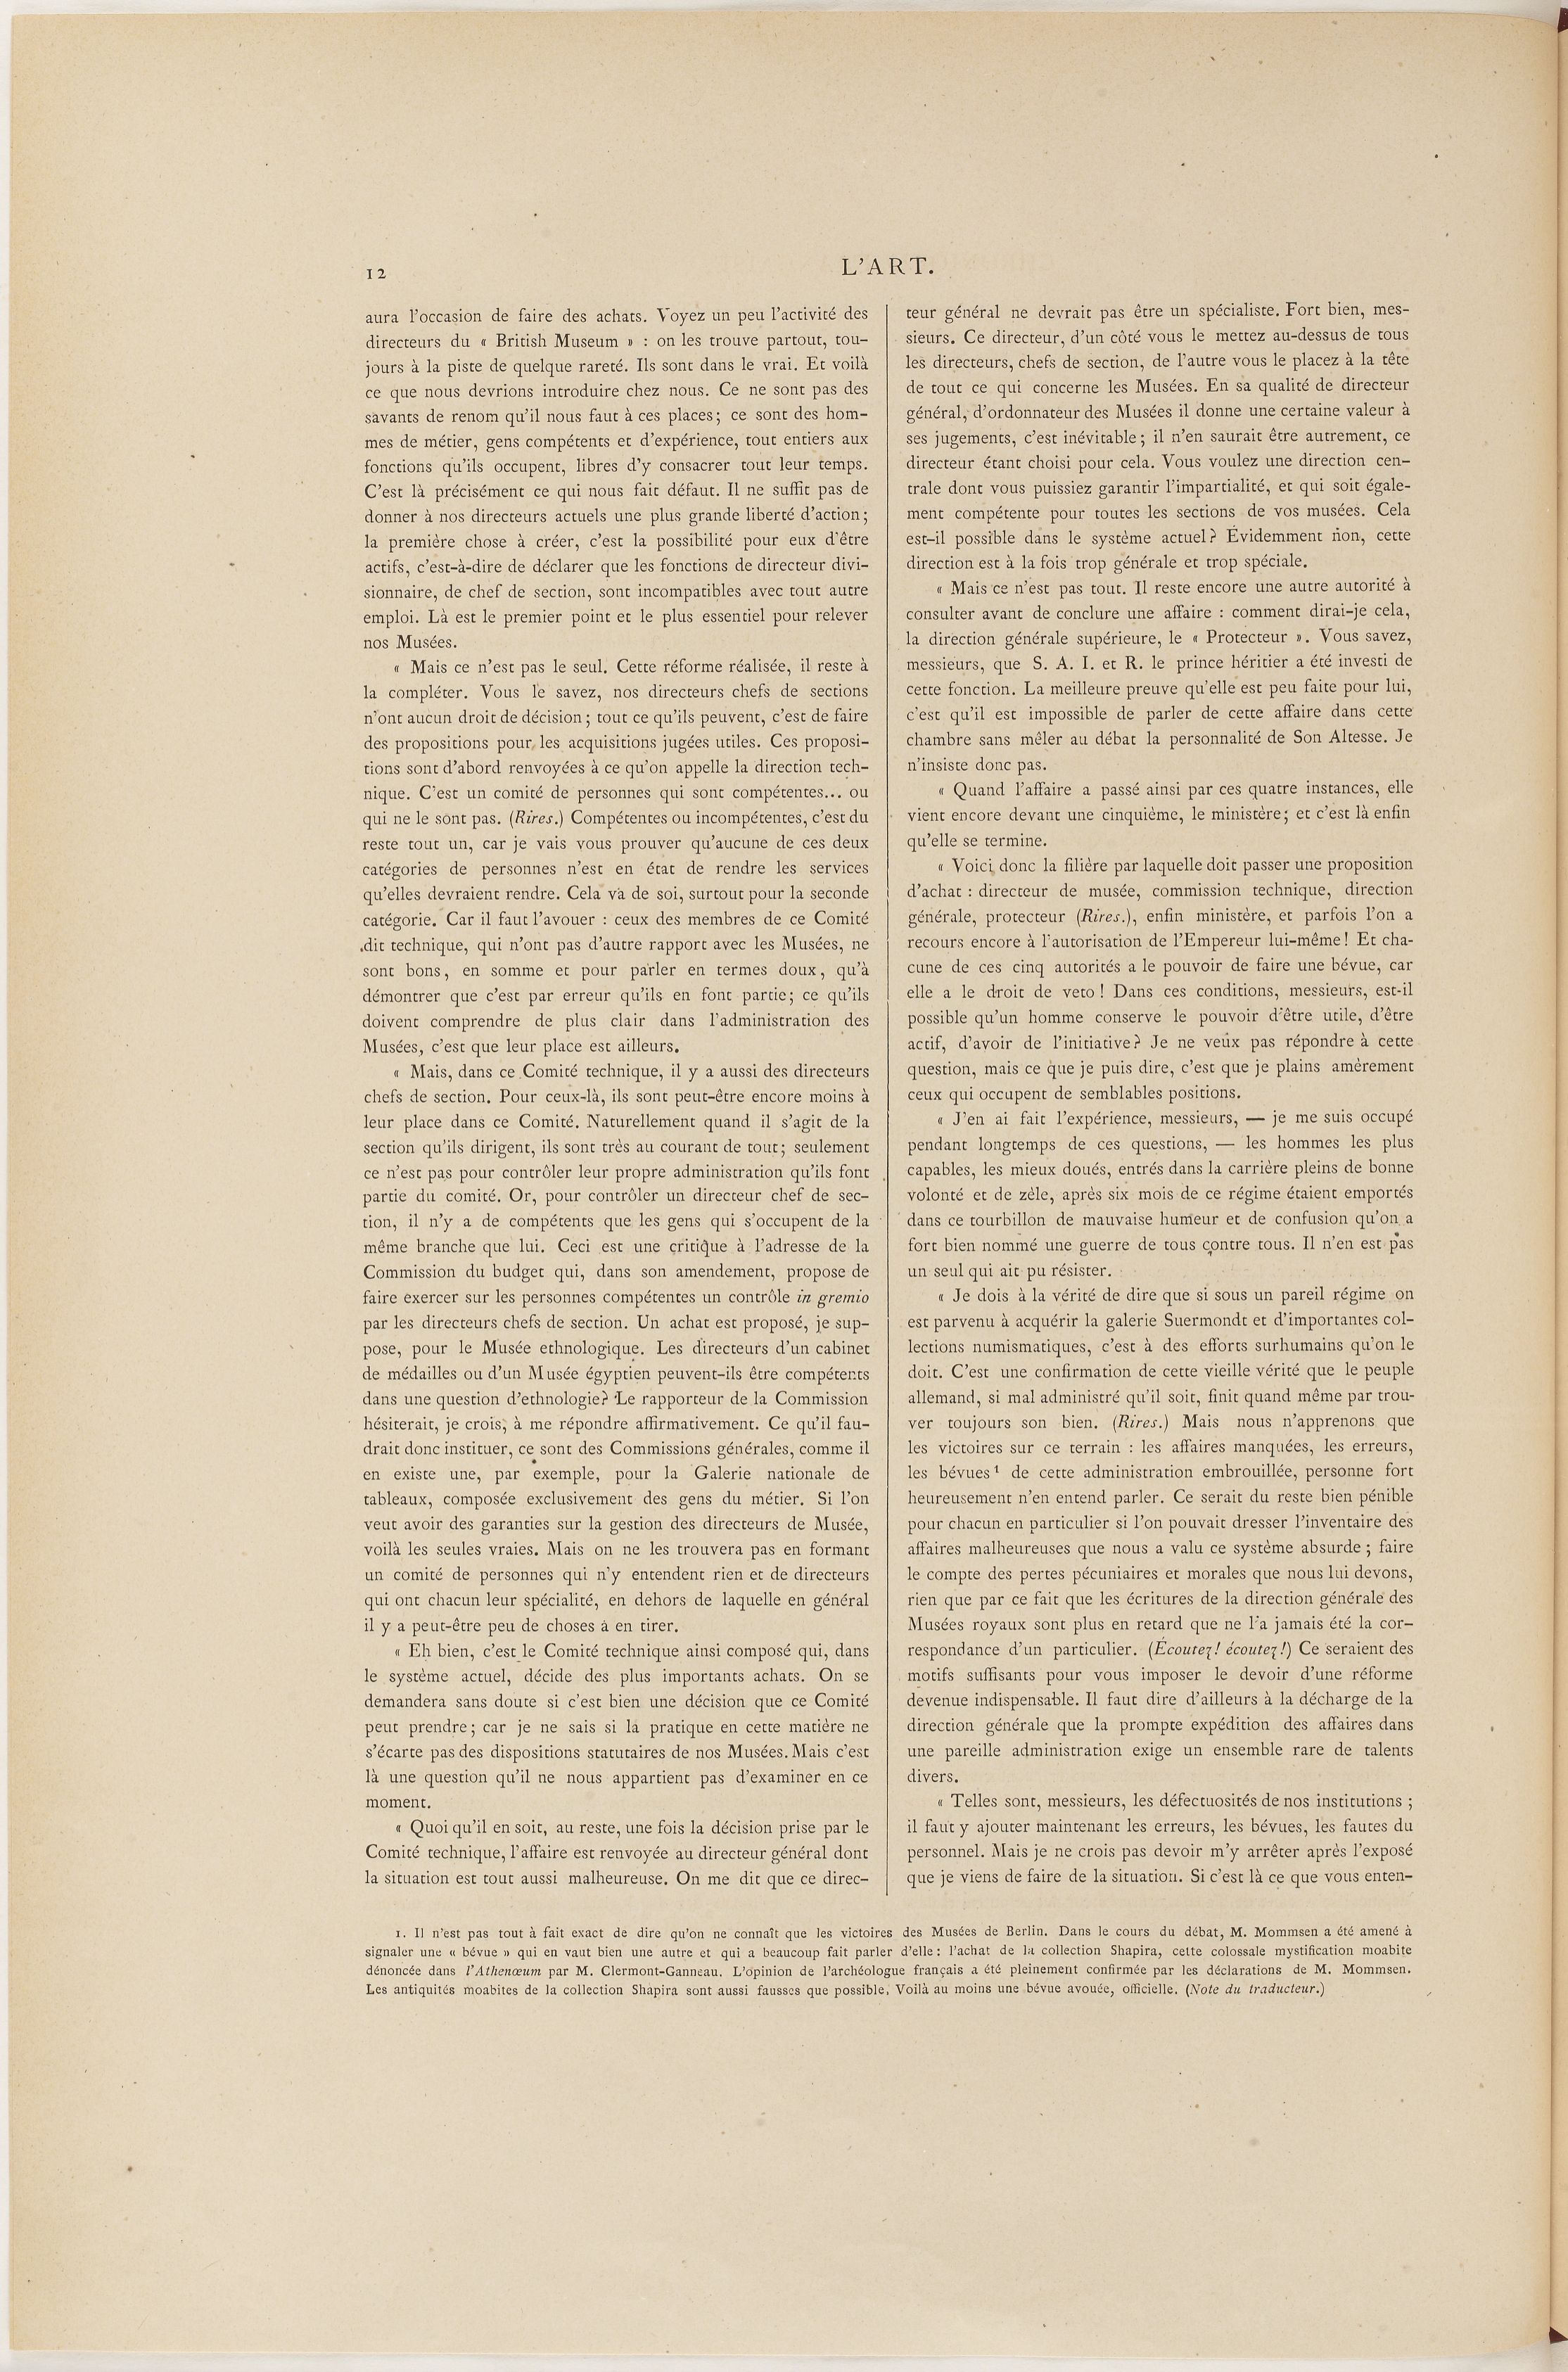 12
L'ART.
aura l'occasion de faire des achats. Voyez un peu l'activité des
directeurs du « British Museum » : on les trouve partout, tou-
jours à la piste de quelque rareté. Ils sont dans le vrai. Et voilà
ce que nous devrions introduire chez nous. Ce ne sont pas des
savants de renom qu'il nous faut à ces places; ce sont des hom-
mes de métier, gens compétents et d'expérience, tout entiers aux
fonctions qu'ils occupent, libres d'y consacrer tout leur temps.
C'est là précisément ce qui nous fait défaut. Il ne suffit pas de
donner à nos directeurs actuels une plus grande liberté d'action;
la première chose à créer, c'est la possibilité pour eux d'être
actifs, c'est-à-dire de déclarer que les fonctions de directeur divi-
sionnaire, de chef de section, sont incompatibles avec tout autre
emploi. Là est le premier point et le plus essentiel pour relever
nos Musées.
« Mais ce n'est pas le seul. Cette réforme réalisée, il reste à
la compléter. Vous le savez, nos directeurs chefs de sections
n'ont aucun droit de décision; tout ce qu'ils peuvent, c'est de faire
des propositions pour les acquisitions jugées utiles. Ces proposi-
tions sont d'abord renvoyées à ce qu'on appelle la direction tech-
nique. C'est un comité de personnes qui sont compétentes... ou
qui ne le sont pas. (Rires.) Compétentes ou incompétentes, c'est du
reste tout un, car je vais vous prouver qu'aucune de ces deux
catégories de personnes n'est en état de rendre les services
qu'elles devraient rendre. Cela va de soi, surtout pour la seconde
catégorie. Car il faut l'avouer : ceux des membres de ce Comité
dit technique, qui n'ont pas d'autre rapport avec les Musées, ne
sont bons, en somme et pour parler en termes doux, qu'à
démontrer que c'est par erreur qu'ils en font partie; ce qu'ils
doivent comprendre de plus clair dans l'administration des
Musées, c'est que leur place est ailleurs.
« Mais, dans ce Comité technique, il y a aussi des directeurs
chefs de section. Pour ceux-là, ils sont peut-être encore moins à
leur place dans ce Comité. Naturellement quand il s'agit de la
section qu'ils dirigent, ils sont très au courant de tout; seulement
ce n'est pas pour contrôler leur propre administration qu'ils font
partie du comité. Or, pour contrôler un directeur chef de sec-
tion, il n'y a de compétents que les gens qui s'occupent de la
même branche que lui. Ceci est une critique à l'adresse de la
Commission du budget qui, dans son amendement, propose de
faire exercer sur les personnes compétentes un contrôle in gremio
par les directeurs chefs de section. Un achat est proposé, je sup-
pose, pour le Musée ethnologique. Les directeurs d'un cabinet
de médailles ou d'un Musée égyptien peuvent-ils être compétents
dans une question d'ethnologie? Le rapporteur de la Commission
hésiterait, je crois, à me répondre affirmativement. Ce qu'il fau-
drait donc instituer, ce sont des Commissions générales, comme il
en existe une, par exemple, pour la Galerie nationale de
tableaux, composée exclusivement des gens du métier. Si l'on
veut avoir des garanties sur la gestion des directeurs de Musée,
voilà les seules vraies. Mais on ne les trouvera pas en formant
un comité de personnes qui n'y entendent rien et de directeurs
qui ont chacun leur spécialité, en dehors de laquelle en général
il y a peut-être peu de choses à en tirer.
« Eh bien, c'est le Comité technique ainsi composé qui, dans
le système actuel, décide des plus importants achats. On se
demandera sans doute si c'est bien une décision que ce Comité
peut prendre; car je ne sais si la pratique en cette matière ne
s'écarte pas des dispositions statutaires de nos Musées. Mais c'est
là une question qu'il ne nous appartient pas d'examiner en ce
moment.
« Quoi qu'il en soit, au reste, une fois la décision prise par le
Comité technique, l'affaire est renvoyée au directeur général dont
la situation est tout aussi malheureuse. On me dit que ce direc-
teur général ne devrait pas être un spécialiste. Fort bien, mes-
sieurs. Ce directeur, d'un côté vous le mettez au-dessus de tous
les directeurs, chefs de section, de l'autre vous le placez à la tête
de tout ce qui concerne les Musées. En sa qualité de directeur
général, d'ordonnateur des Musées il donne une certaine valeur à
ses jugements, c'est inévitable; il n'en saurait être autrement, ce
directeur étant choisi pour cela. Vous voulez une direction cen-
trale dont vous puissiez garantir l'impartialité, et qui soit égale-
ment compétente pour toutes les sections de vos musées. Cela
est-il possible dans le système actuel? Évidemment non, cette
direction est à la fois trop générale et trop spéciale.
« Mais ce n'est pas tout. Il reste encore une autre autorité à
consulter avant de conclure une affaire : comment dirai-je cela,
la direction générale supérieure, le « Protecteur ». Vous savez,
messieurs, que S. A. I. et R. le prince héritier a été investi de
cette fonction. La meilleure preuve qu'elle est peu faite pour lui,
c'est qu'il est impossible de parler de cette affaire dans cette
chambre sans mêler au débat la personnalité de Son Altesse. Je
n'insiste donc pas.
« Quand l'affaire a passé ainsi par ces quatre instances, elle
vient encore devant une cinquième, le ministère; et c'est là enfin
qu'elle se termine.
« Voici donc la filière par laquelle doit passer une proposition
d'achat : directeur de musée, commission technique, direction
générale, protecteur (Rires.), enfin ministère, et parfois l'on a
recours encore à l'autorisation de l'Empereur lui-même! Et cha-
cune de ces cinq autorités a le pouvoir de faire une bévue, car
elle a le droit de veto! Dans ces conditions, messieurs, est-il
possible qu'un homme conserve le pouvoir d'être utile, d'être
actif, d'avoir de l'initiative? Je ne veux pas répondre à cette
question, mais ce que je puis dire, c'est que je plains amèrement
ceux qui occupent de semblables positions.
« J'en ai fait l'expérience, messieurs, — je me suis occupé
pendant longtemps de ces questions, — les hommes les plus
capables, les mieux doués, entrés dans la carrière pleins de bonne
volonté et de zèle, après six mois de ce régime étaient emportés
dans ce tourbillon de mauvaise humeur et de confusion qu'on a
fort bien nommé une guerre de tous contre tous. Il n'en est pas
un seul qui ait pu résister.
« Je dois à la vérité de dire que si sous un pareil régime on
est parvenu à acquérir la galerie Suermondt et d'importantes col-
lections numismatiques, c'est à des efforts surhumains qu'on le
doit. C'est une confirmation de cette vieille vérité que le peuple
allemand, si mal administré qu'il soit, finit quand même par trou-
ver toujours son bien. (Rires.) Mais nous n'apprenons que
les victoires sur ce terrain : les affaires manquées, les erreurs,
les bévues¹ de cette administration embrouillée, personne fort
heureusement n'en entend parler. Ce serait du reste bien pénible
pour chacun en particulier si l'on pouvait dresser l'inventaire des
affaires malheureuses que nous a valu ce système absurde; faire
le compte des pertes pécuniaires et morales que nous lui devons,
rien que par ce fait que les écritures de la direction générale des
Musées royaux sont plus en retard que ne l'a jamais été la cor-
respondance d'un particulier. (Écoutez! écoutez!) Ce seraient des
motifs suffisants pour vous imposer le devoir d'une réforme
devenue indispensable. Il faut dire d'ailleurs à la décharge de la
direction générale que la prompte expédition des affaires dans
une pareille administration exige un ensemble rare de talents
divers.
« Telles sont, messieurs, les défectuosités de nos institutions;
il faut y ajouter maintenant les erreurs, les bévues, les fautes du
personnel. Mais je ne crois pas devoir m'y arrêter après l'exposé
que je viens de faire de la situation. Si c'est là ce que vous enten-
1. Il n'est pas tout à fait exact de dire qu'on ne connaît que les victoires des Musées de Berlin. Dans le cours du débat, M. Mommsen a été amené à
signaler une « bévue » qui en vaut bien une autre et qui a beaucoup fait parler d'elle: l'achat de la collection Shapira, cette colossale mystification moabite
dénoncée dans l'Athenœum par M. Clermont-Ganneau. L'opinion de l'archéologue français a été pleinement confirmée par les déclarations de M. Mommsen.
Les antiquités moabites de la collection Shapira sont aussi fausses que possible. Voilà au moins une bévue avouée, officielle. (Note du traducteur.)